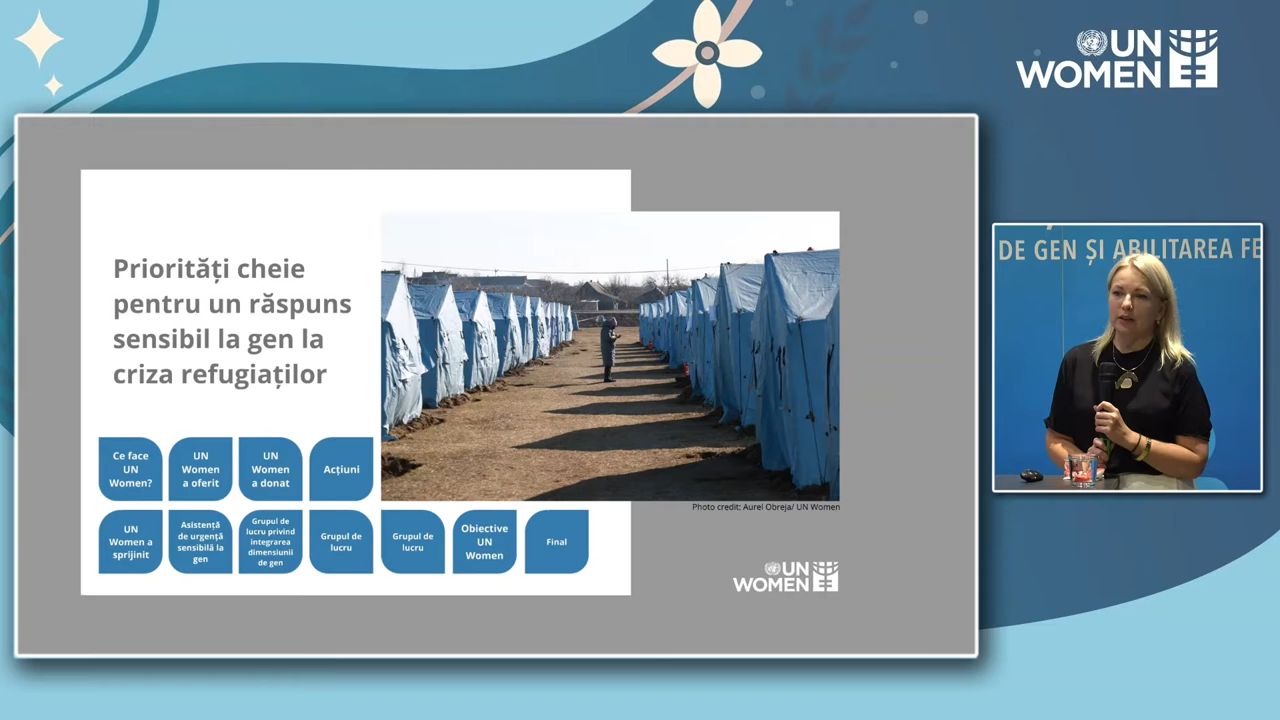 UN
WOMEN
Priorități cheie
pentru un răspuns
sensibil la gen la
criza refugiaților
Ce face
UN
Women?
UN
Women
a oferit
UN
Women
a donat
Acțiuni
UN
Women a
sprijinit
Asistență
de urgență
sensibilă la
gen
Grupul de
lucru privind
integrarea
dimensiunii
de gen
Grupul de
lucru
Grupul de
lucru
Obiective
UN
Women
Final
Photo credit: Aurel Obreja/ UN Women
UN
WOMEN
DE GEN ȘI ABILITAREA FE